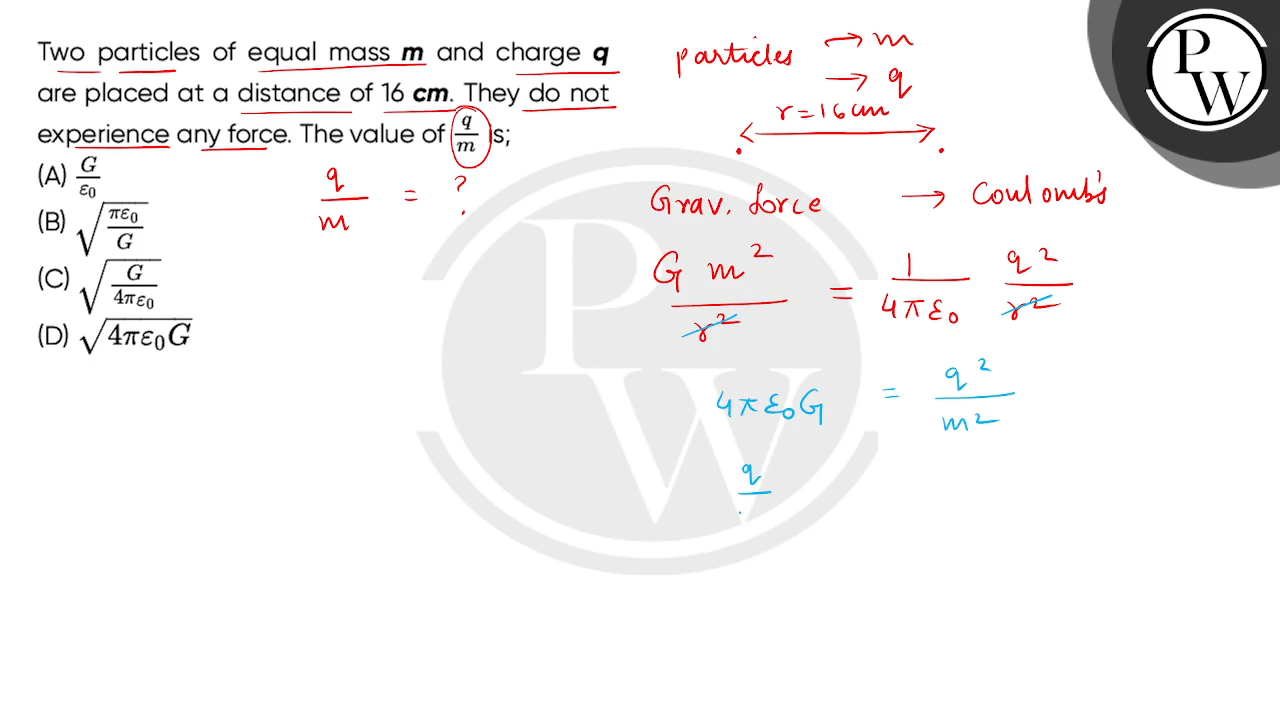 Two particles of equal mass m and charge q
are placed at a distance of 16 cm. They do not
experience any force. The value of q/m is;
(A) G/ε₀
(B) √(πε₀/G)
(C) √(G/4πε₀)
(D) √(4πε₀G)
q/m = ?
particles → m
→ q
r = 16 cm
Grav. force → Coulomb's
G m²/r² = 1/4πε₀ q²/r²
4πε₀G = q²/m²
q
P
W
P
W